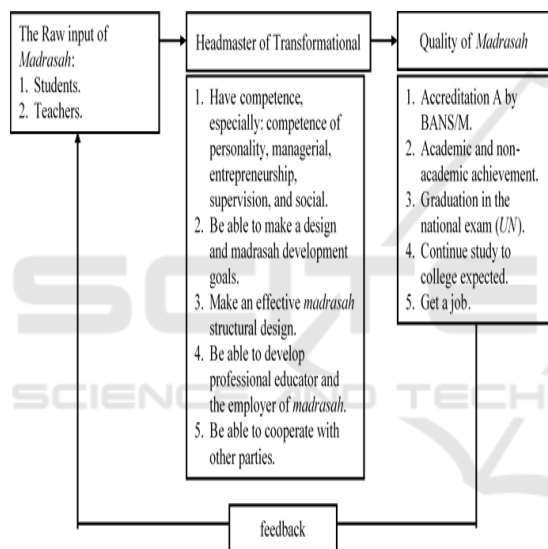 The Raw input of
Madrasah:
1. Students.
2. Teachers.
Headmaster of Transformational
1. Have competence,
especially: competence of
personality, managerial,
entrepreneurship,
supervision, and social.
2. Be able to make a design
and madrasah development
goals.
3. Make an effective madrasah
structural design.
4. Be able to develop
professional educator and
the employer of madrasah.
5. Be able to cooperate with
other parties.
Quality of Madrasah
1. Accreditation A by
BANS/M.
2. Academic and non-
academic achievement.
3. Graduation in the
national exam (UN).
4. Continue study to
college expected.
5. Get a job.
feedback
SCITE
SCIENCE AND TECH